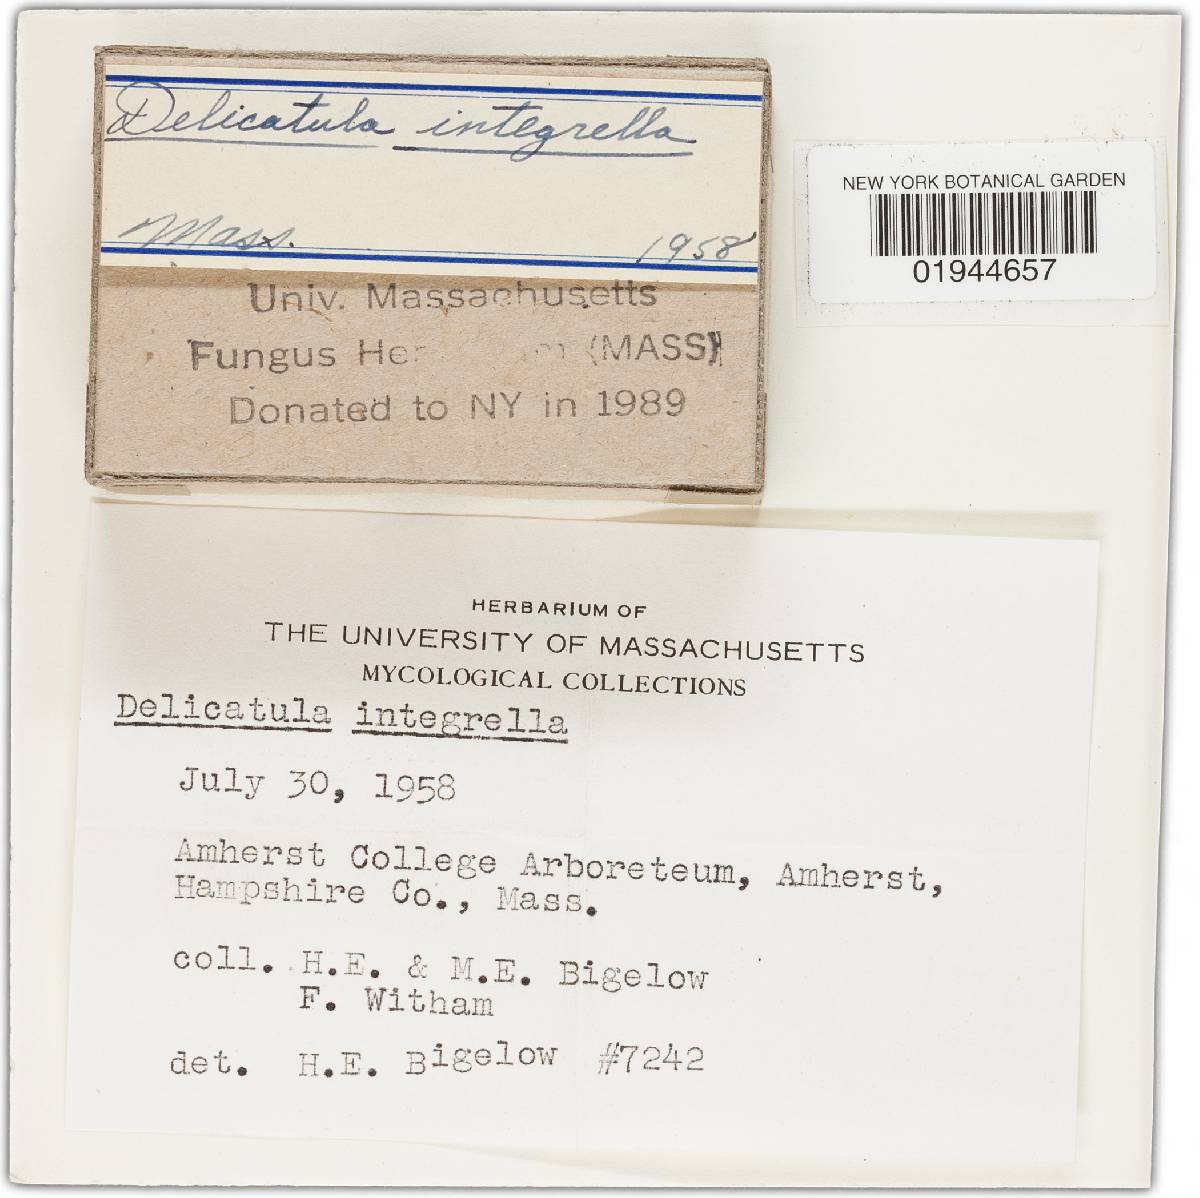 Delicatula integrella
Mass. 1958
Univ. Massachusetts
Fungus (MASS)
Donated to NY in 1989
NEW YORK BOTANICAL GARDEN
01944657
HERBARIUM OF
THE UNIVERSITY OF MASSACHUSETTS
MYCOLOGICAL COLLECTIONS
Delicatula integrella
July 30, 1958
Amherst College Arboreteum, Amherst,
Hampshire Co., Mass.
coll. H.E. & M.E. Bigelow
F. Witham
det. H.E. Bigelow #7242